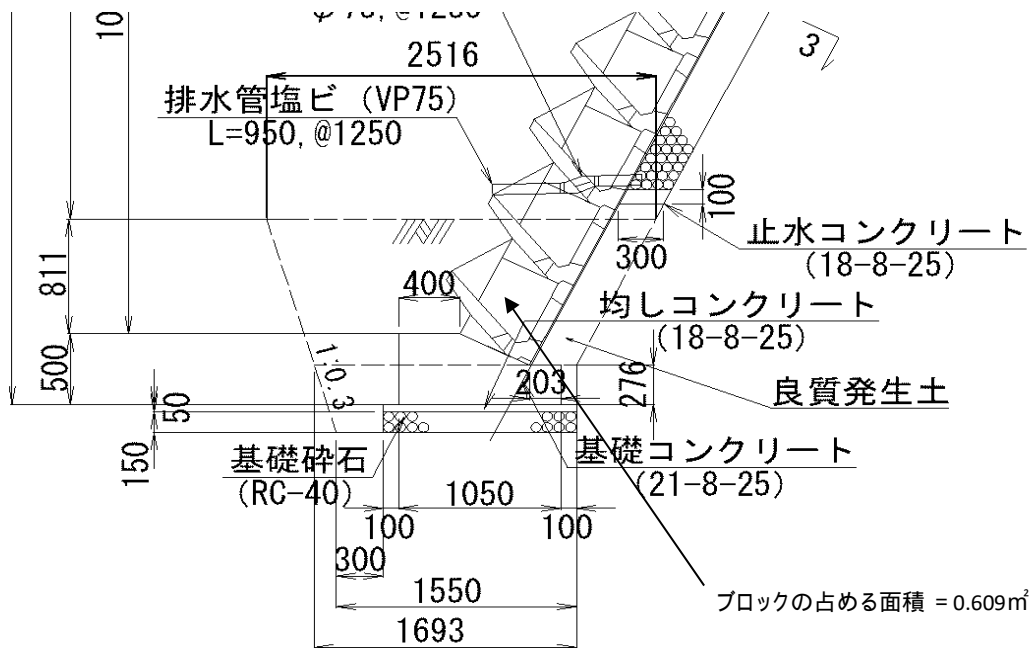 10
φ 75, @1250
3
2516
排水管塩ビ (VP75)
L=950, @1250
100
止水コンクリート
(18-8-25)
300
811
400
均しコンクリート
(18-8-25)
500
1:0.3
203
276
良質発生土
50
150
基礎砕石
(RC-40)
基礎コンクリート
(21-8-25)
1050
100
100
300
1550
1693
ブロックの占める面積 =0.609㎡